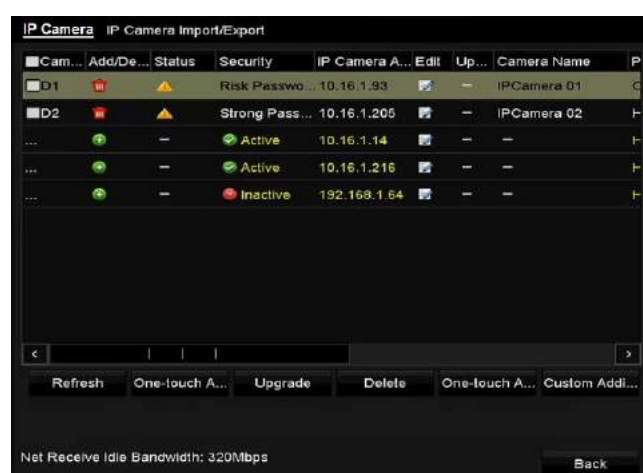 IP Camera IP Camera Import/Export
Cam... Add/De... Status Security IP Camera A... Edit Up... Camera Name P
D1 Risk Passwo... 10.16.1.93 – IPCamera 01
D2 Strong Pass... 10.16.1.205 – IPCamera 02
... – Active 10.16.1.14 – –
... – Active 10.16.1.216 – –
... – Inactive 192.168.1.64 – –
Refresh One-touch A... Upgrade Delete One-touch A... Custom Addi...
Net Receive Idle Bandwidth: 320Mbps
Back